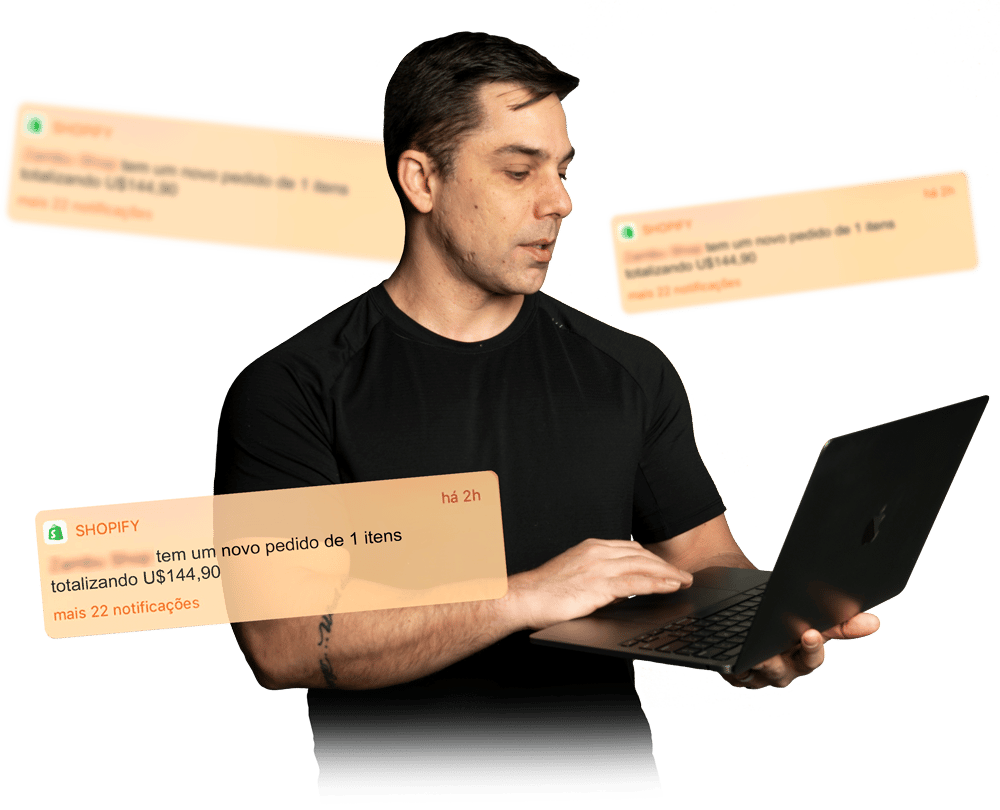 SHOPIFY
tem um novo pedido de 1 itens
totalizando U$144,90
mais 22 notificações
há 2h
SHOPIFY
tem um novo pedido de 1 itens
totalizando U$144,90
mais 22 notificações
há 2h
SHOPIFY
tem um novo pedido de 1 itens
totalizando U$144,90
mais 22 notificações